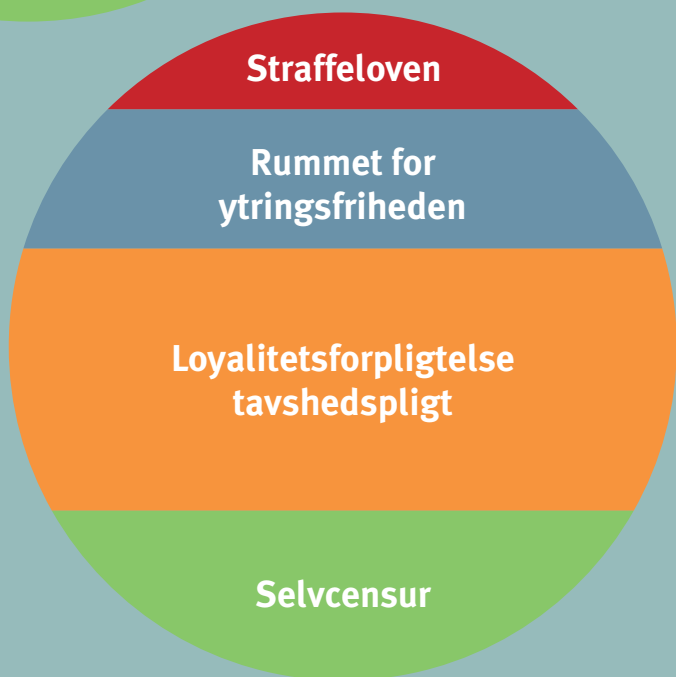 Straffeloven
Rummet for
ytringsfriheden
Loyalitetsforpligtelse
tavshedspligt
Selvcensur